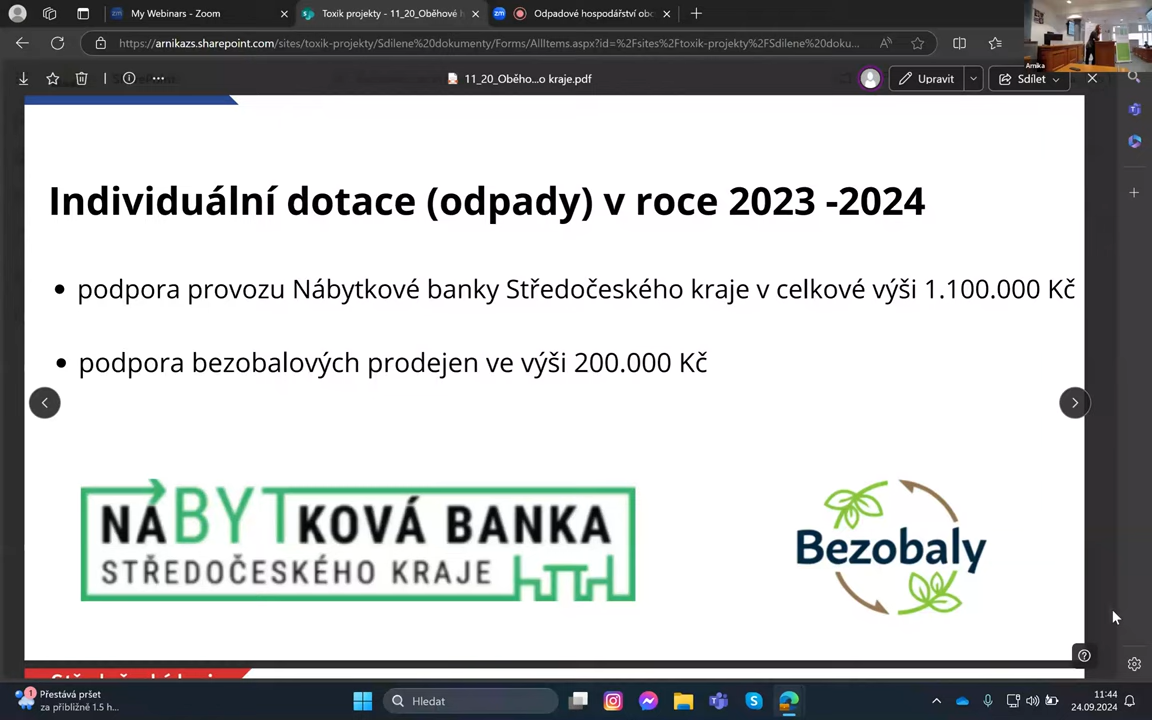 My Webinars - Zoom
Toxik projekty - 11_20_Oběhové h
Odpadové hospodářství ob
https://arnikazs.sharepoint.com/sites/toxik-projekty/Sdilene%20dokumenty/Forms/AllItems.aspx?id=%2Fsites%2Ftoxik-projekty%2FSdilene%20doku...
Arnika
11_20_Oběho...o kraje.pdf
Upravit
Sdílet
Individuální dotace (odpady) v roce 2023 -2024
• podpora provozu Nábytkové banky Středočeského kraje v celkové výši 1.100.000 Kč
• podpora bezobalových prodejen ve výši 200.000 Kč
NÁBYTKOVÁ BANKA
STŘEDOČESKÉHO KRAJE
Bezobaly
1
Přestává pršet
za přibližně 1.5 h...
Hledat
11:44
24.09.2024